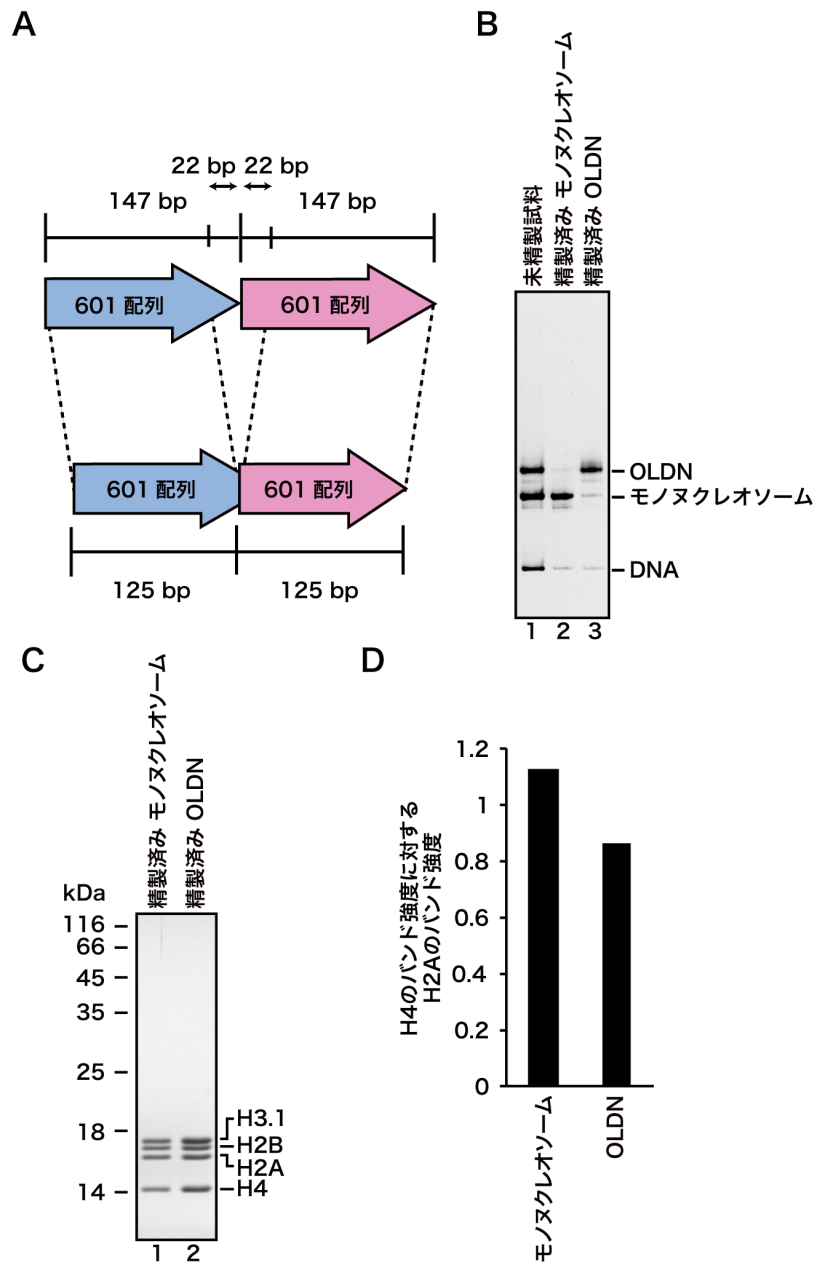 A
22 bp 22 bp
147 bp 147 bp
601 配列 601 配列
601 配列 601 配列
125 bp 125 bp
B
未精製試料
精製済み モノヌクレオソーム
精製済み OLDN
OLDN
モノヌクレオソーム
DNA
1 2 3
C
精製済み モノヌクレオソーム
精製済み OLDN
kDa
116
66
45
35
25
18
14
H3.1
H2B
H2A
H4
1 2
D
H4のバンド強度に対する
H2Aのバンド強度
1.2
1
0.8
0.6
0.4
0.2
0
モノヌクレオソーム
OLDN